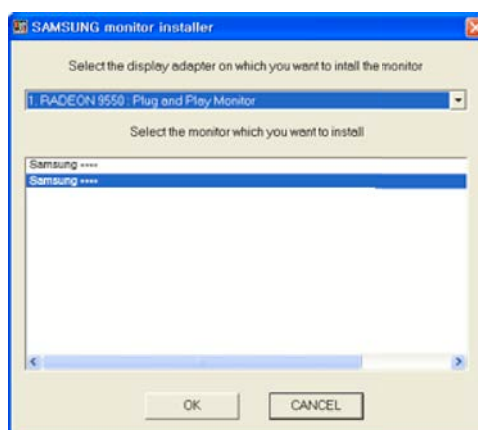 SAMSUNG monitor installer
Select the display adapter on which you want to intall the monitor
1. RADEON 9550 : Plug and Play Monitor
Select the monitor which you want to install
Samsung ****
Samsung ****
OK
CANCEL